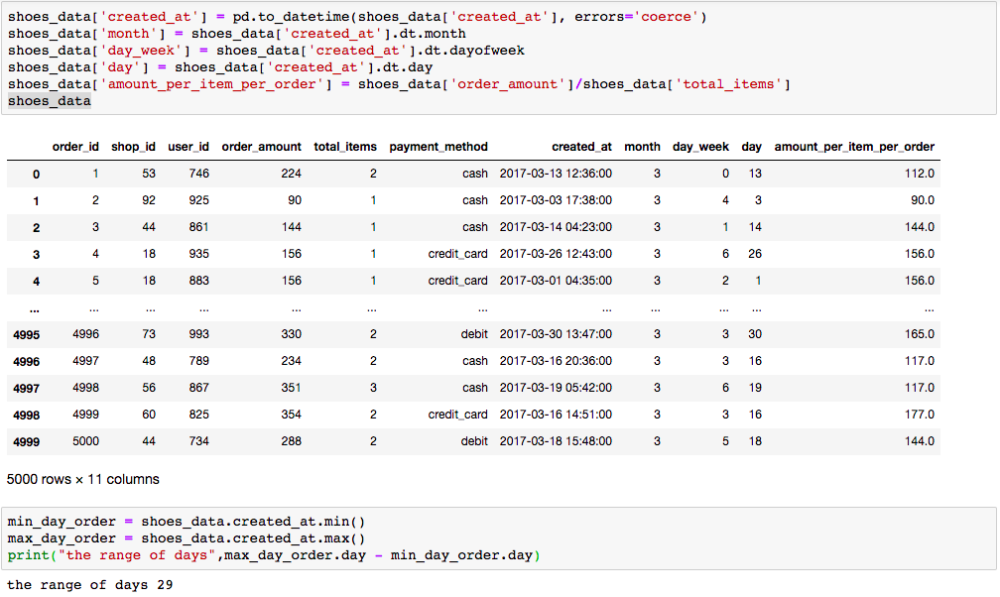 shoes_data['created_at'] = pd.to_datetime(shoes_data['created_at'], errors='coerce')
shoes_data['month'] = shoes_data['created_at'].dt.month
shoes_data['day_week'] = shoes_data['created_at'].dt.dayofweek
shoes_data['day'] = shoes_data['created_at'].dt.day
shoes_data['amount_per_item_per_order'] = shoes_data['order_amount']/shoes_data['total_items']
shoes_data
order_id shop_id user_id order_amount total_items payment_method created_at month day_week day amount_per_item_per_order
0 1 53 746 224 2 cash 2017-03-13 12:36:00 3 0 13 112.0
1 2 92 925 90 1 cash 2017-03-03 17:38:00 3 4 3 90.0
2 3 44 861 144 1 cash 2017-03-14 04:23:00 3 1 14 144.0
3 4 18 935 156 1 credit_card 2017-03-26 12:43:00 3 6 26 156.0
4 5 18 883 156 1 credit_card 2017-03-01 04:35:00 3 2 1 156.0
... ... ... ... ... ... ... ... ... ... ... ...
4995 4996 73 993 330 2 debit 2017-03-30 13:47:00 3 3 30 165.0
4996 4997 48 789 234 2 cash 2017-03-16 20:36:00 3 3 16 117.0
4997 4998 56 867 351 3 cash 2017-03-19 05:42:00 3 6 19 117.0
4998 4999 60 825 354 2 credit_card 2017-03-16 14:51:00 3 3 16 177.0
4999 5000 44 734 288 2 debit 2017-03-18 15:48:00 3 5 18 144.0
5000 rows × 11 columns
min_day_order = shoes_data.created_at.min()
max_day_order = shoes_data.created_at.max()
print("the range of days",max_day_order.day - min_day_order.day)
the range of days 29